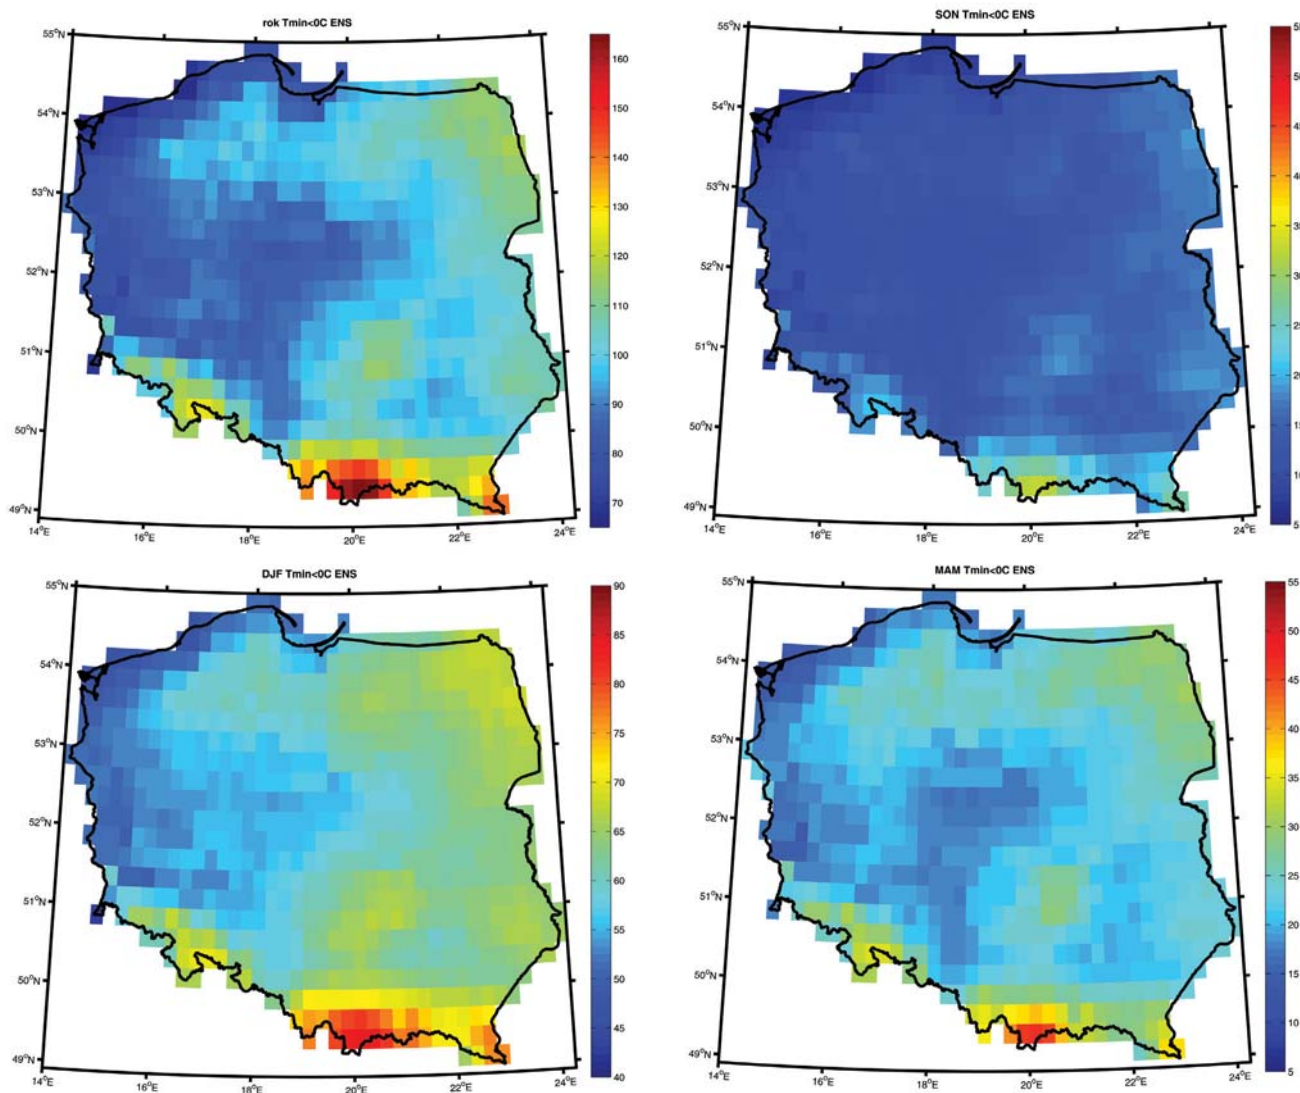 rok Tmin<0C ENS
55°N
54°N
53°N
52°N
51°N
50°N
49°N
14°E
16°E
18°E
20°E
22°E
24°E
160
150
140
130
120
110
100
90
80
70
SON Tmin<0C ENS
55°N
54°N
53°N
52°N
51°N
50°N
49°N
14°E
16°E
18°E
20°E
22°E
24°E
DJF Tmin<0C ENS
55°N
54°N
53°N
52°N
51°N
50°N
49°N
14°E
16°E
18°E
20°E
22°E
24°E
90
85
80
75
70
65
60
55
50
45
40
MAM Tmin<0C ENS
55°N
54°N
53°N
52°N
51°N
50°N
49°N
14°E
16°E
18°E
20°E
22°E
24°E
55
50
45
40
35
30
25
20
15
10
5